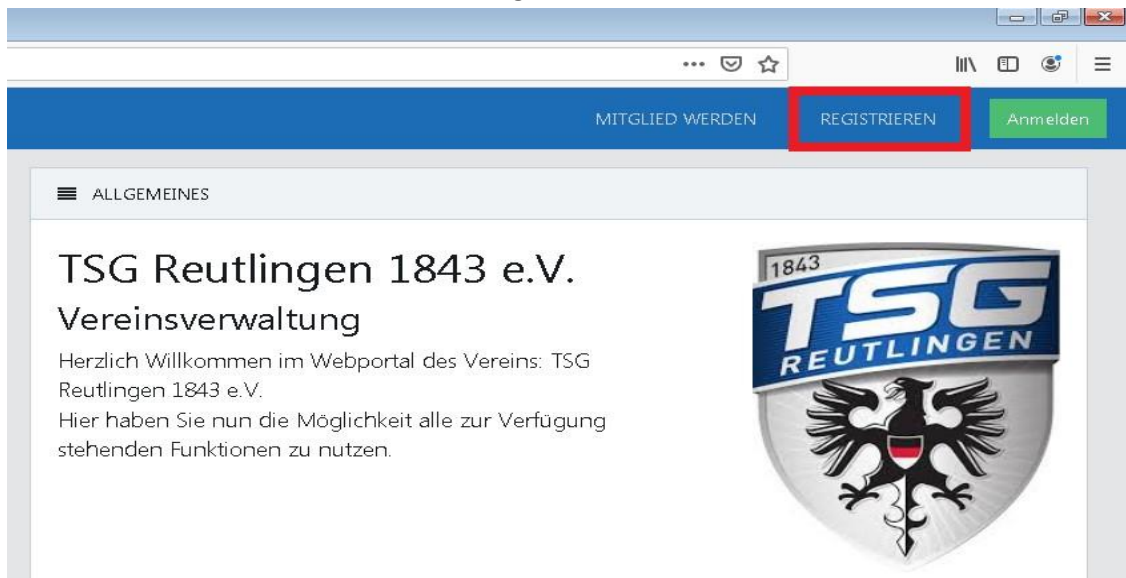 MITGLIED WERDEN REGISTRIEREN Anmelden
ALLGEMEINES
TSG Reutlingen 1843 e.V.
Vereinsverwaltung
Herzlich Willkommen im Webportal des Vereins: TSG
Reutlingen 1843 e.V.
Hier haben Sie nun die Möglichkeit alle zur Verfügung
stehenden Funktionen zu nutzen.
1843
TSG
REUTLINGEN